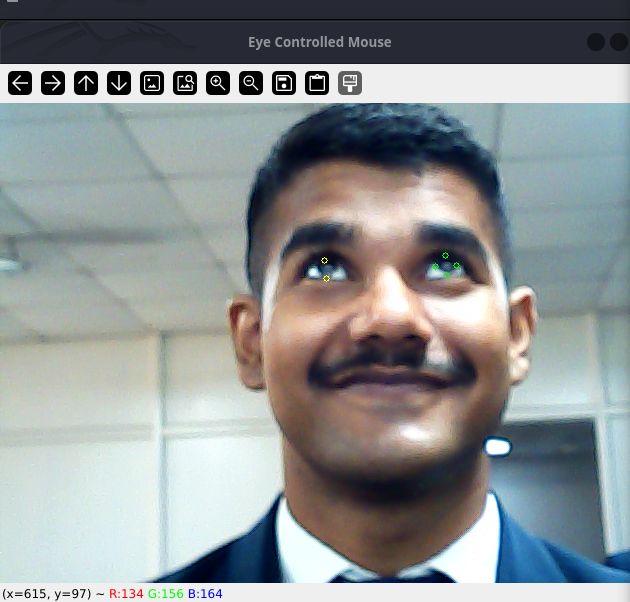 Eye Controlled Mouse
(x=615, y=97) ~ R:134 G:156 B:164